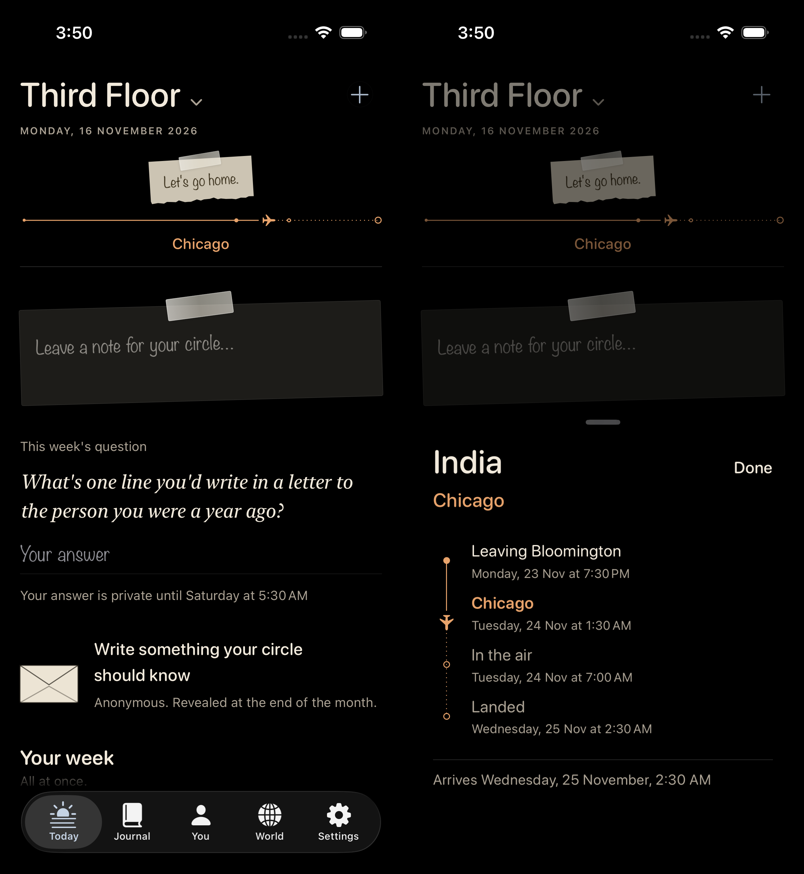 3:50
Third Floor
MONDAY, 16 NOVEMBER 2026
Let's go home.
Chicago
Leave a note for your circle...
This week's question
What's one line you'd write in a letter to
the person you were a year ago?
Your answer
Your answer is private until Saturday at 5:30 AM
Write something your circle
should know
Anonymous. Revealed at the end of the month.
Your week
All at once.
Today
Journal
You
World
Settings
3:50
Third Floor
MONDAY, 16 NOVEMBER 2026
Let's go home.
Chicago
Leave a note for your circle...
India
Done
Chicago
Leaving Bloomington
Monday, 23 Nov at 7:30 PM
Chicago
Tuesday, 24 Nov at 1:30 AM
In the air
Tuesday, 24 Nov at 7:00 AM
Landed
Wednesday, 25 Nov at 2:30 AM
Arrives Wednesday, 25 November, 2:30 AM